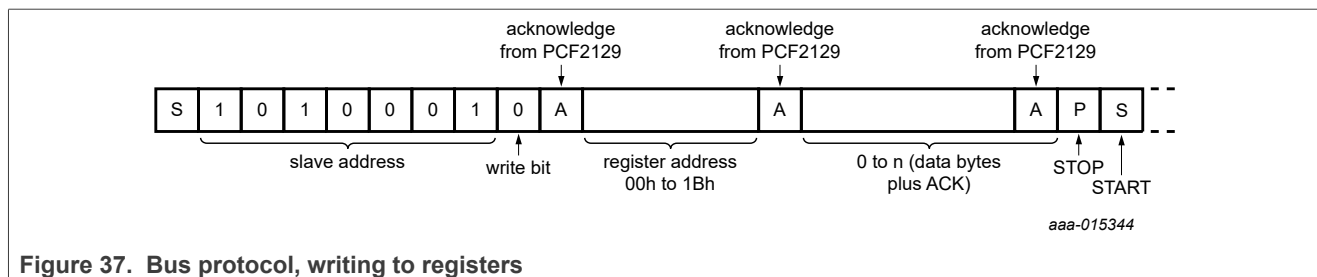 acknowledge acknowledge acknowledge
from PCF2129 from PCF2129 from PCF2129
S 1 0 1 0 0 0 1 0 A A A P S
slave address write bit register address 0 to n (data bytes STOP
00h to 1Bh plus ACK) START
aaa-015344
Figure 37. Bus protocol, writing to registers